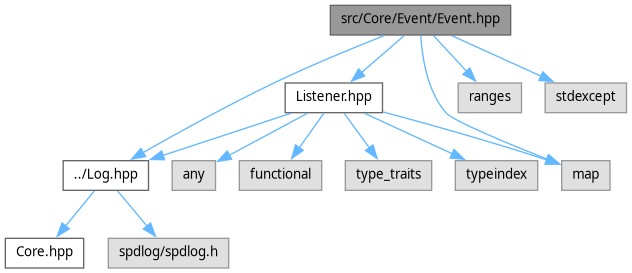 src/Core/Event/Event.hpp
Listener.hpp
ranges
stdexcept
../Log.hpp
any
functional
type_traits
typeindex
map
Core.hpp
spdlog/spdlog.h